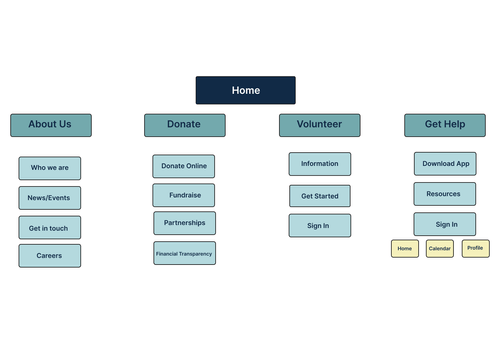 Home
About Us
Donate
Volunteer
Get Help
Who we are
News/Events
Get in touch
Careers
Donate Online
Fundraise
Partnerships
Financial Transparency
Information
Get Started
Sign In
Download App
Resources
Sign In
Home
Calendar
Profile